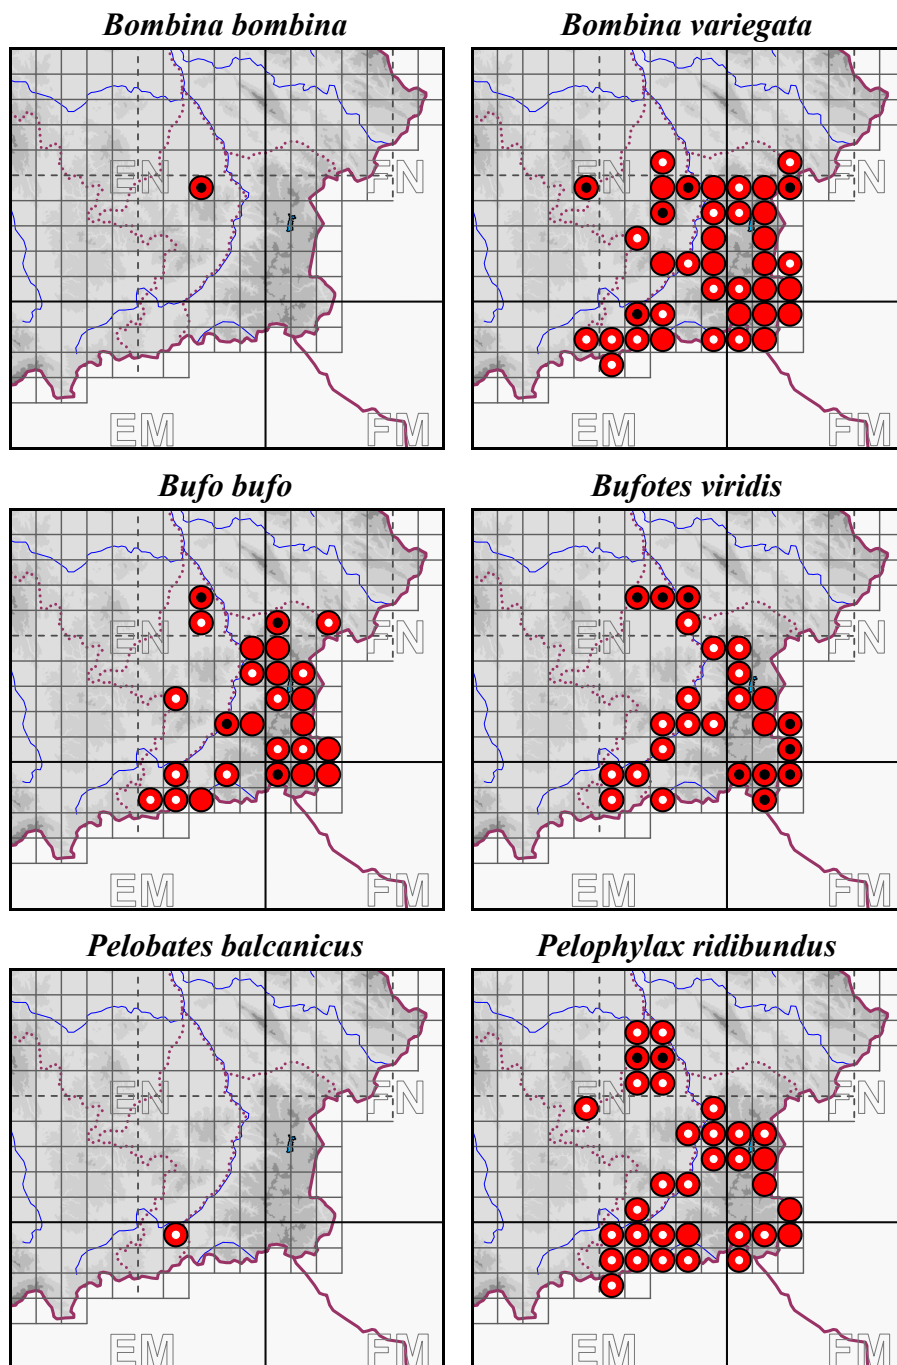 Bombina bombina
Bombina variegata
EN
FN
EN
FN
EM
FM
EM
FM
Bufo bufo
Bufotes viridis
EN
FN
EN
FN
EM
FM
EM
FM
Pelobates balcanicus
Pelophylax ridibundus
EN
FN
EN
FN
EM
FM
EM
FM